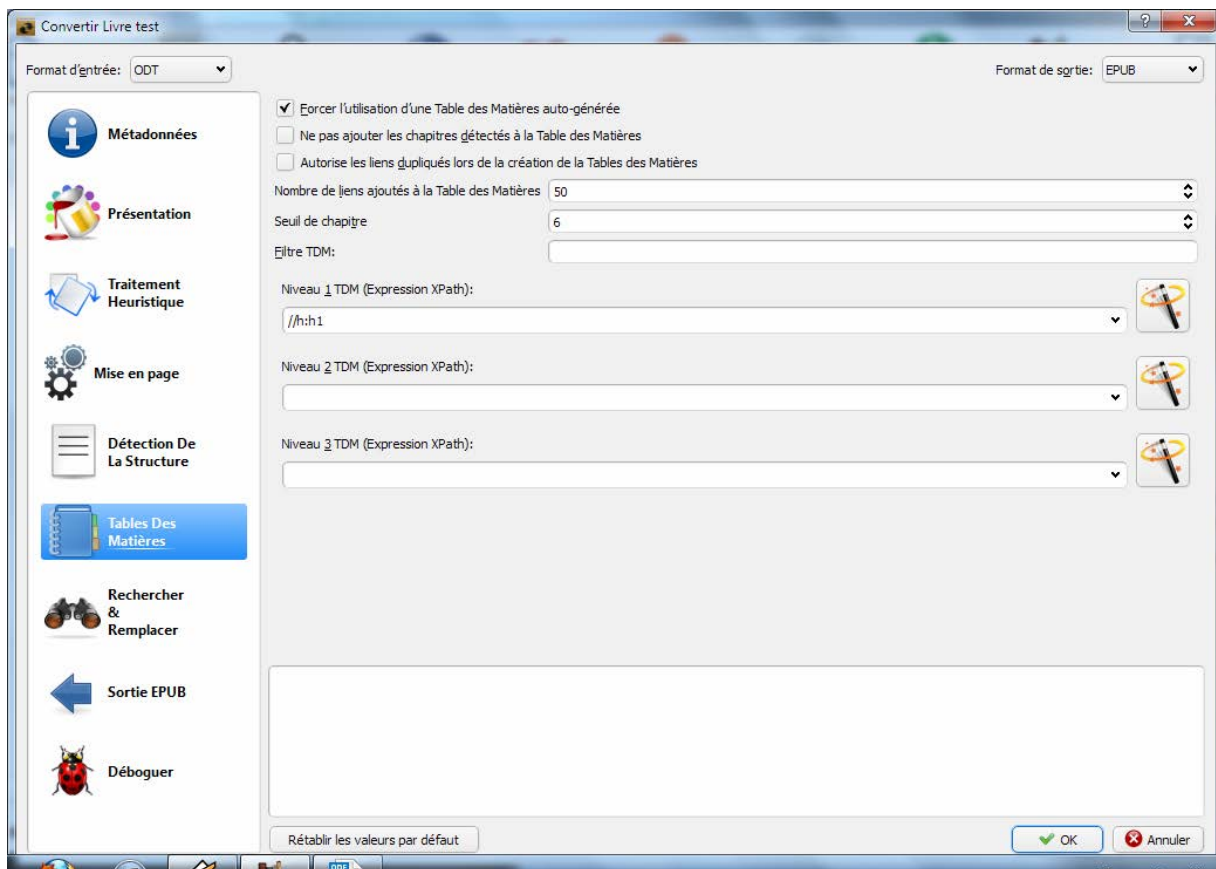 Convertir Livre test
?
X
Format d'entrée: ODT
Format de sortie: EPUB
Métadonnées
Présentation
Traitement
Heuristique
Mise en page
Détection De
La Structure
Tables Des
Matières
Rechercher
&
Remplacer
Sortie EPUB
Déboguer
Forcer l'utilisation d'une Table des Matières auto-générée
Ne pas ajouter les chapitres détectés à la Table des Matières
Autorise les liens dupliqués lors de la création de la Tables des Matières
Nombre de liens ajoutés à la Table des Matières 50
Seuil de chapitre 6
Filtre TDM:
Niveau 1 TDM (Expression XPath):
//h:h1
Niveau 2 TDM (Expression XPath):
Niveau 3 TDM (Expression XPath):
Rétablir les valeurs par défaut
OK
Annuler